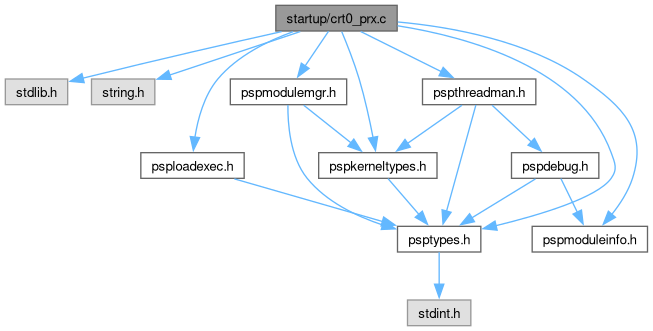 startup/crt0_prx.c
stdlib.h
string.h
pspmodulemgr.h
pspthreadman.h
psploadexec.h
pspkerneltypes.h
pspdebug.h
psptypes.h
pspmoduleinfo.h
stdint.h